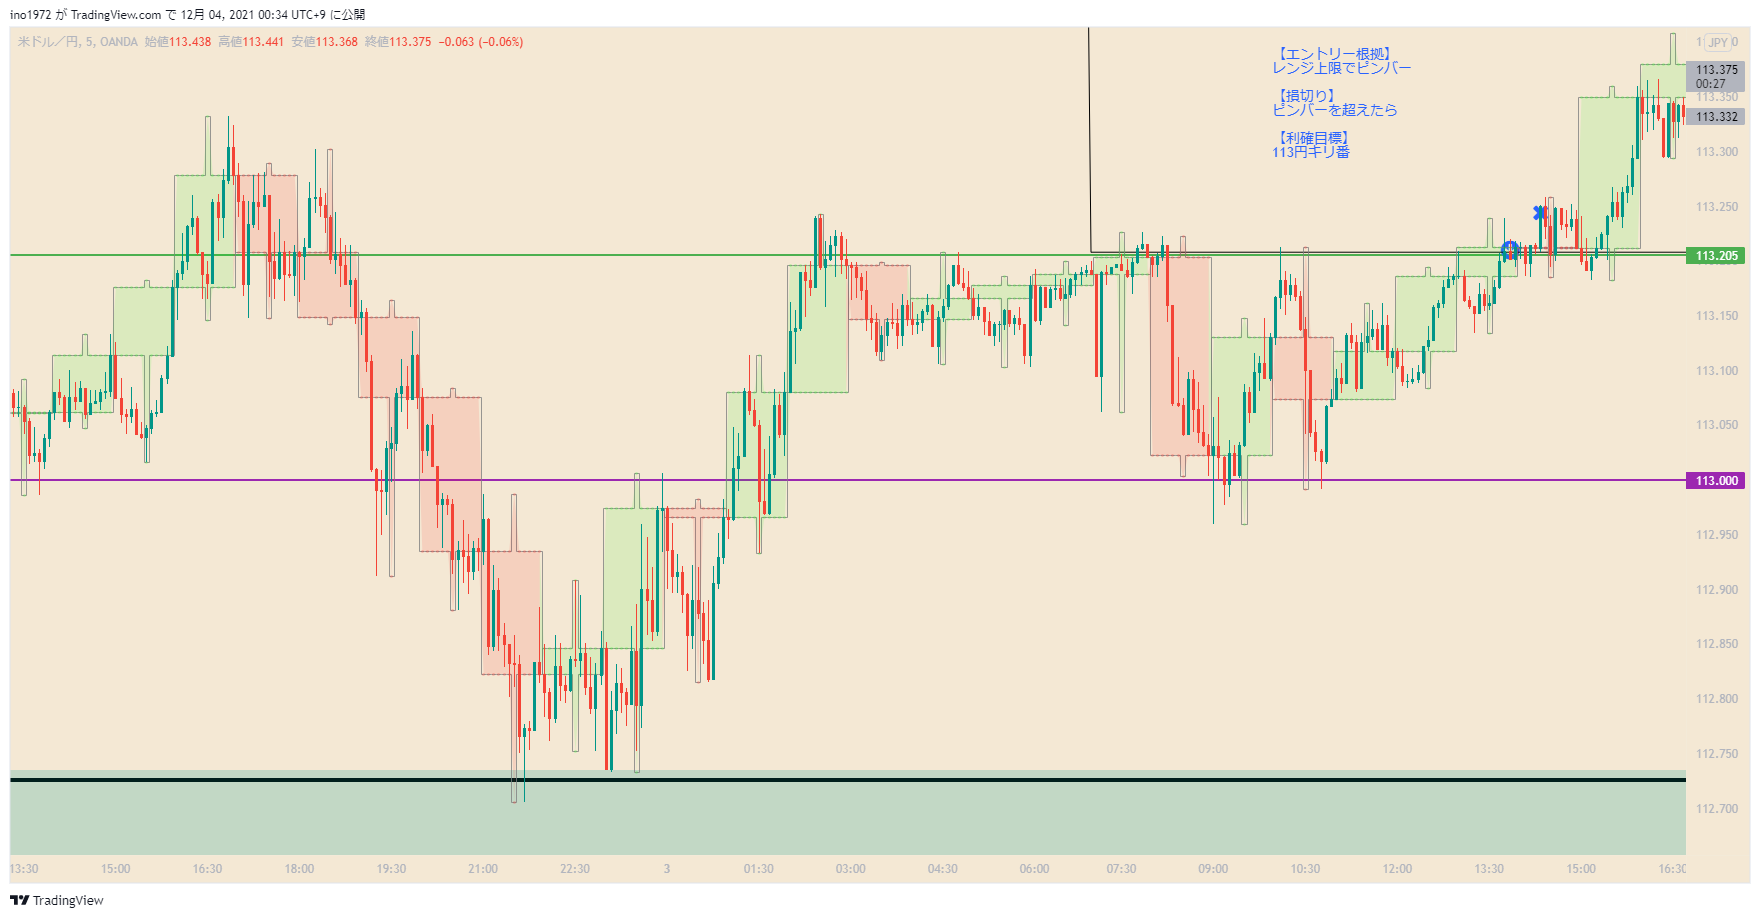 ino1972 が TradingView.com で 12月 04, 2021 00:34 UTC+9 に公開
米ドル／円, 5, OANDA 始値113.438 高値113.441 安値113.368 終値113.375 −0.063 (−0.06%)
【エントリー根拠】
レンジ上限でピンバー
【損切り】
ピンバーを超えたら
【利確目標】
113円キリ番
JPY
113.375
00:27
113.350
113.332
113.300
113.250
113.205
113.150
113.100
113.050
113.000
112.950
112.900
112.850
112.800
112.750
112.700
13:30 15:00 16:30 18:00 19:30 21:00 22:30 3 01:30 03:00 04:30 06:00 07:30 09:00 10:30 12:00 13:30 15:00 16:30
TradingView